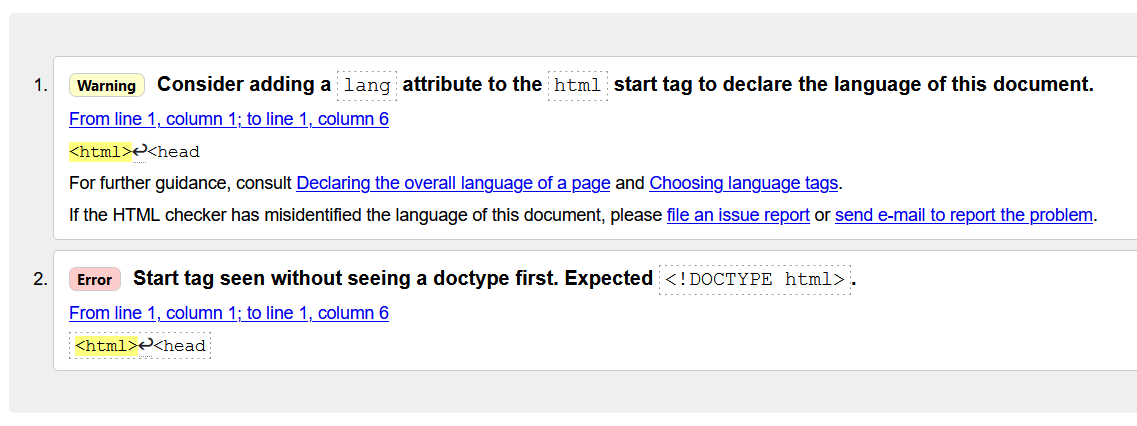 1. Warning Consider adding a lang attribute to the html start tag to declare the language of this document.
From line 1, column 1; to line 1, column 6
<html>↩<head
For further guidance, consult Declaring the overall language of a page and Choosing language tags.
If the HTML checker has misidentified the language of this document, please file an issue report or send e-mail to report the problem.
2. Error Start tag seen without seeing a doctype first. Expected <!DOCTYPE html>.
From line 1, column 1; to line 1, column 6
<html>↩<head